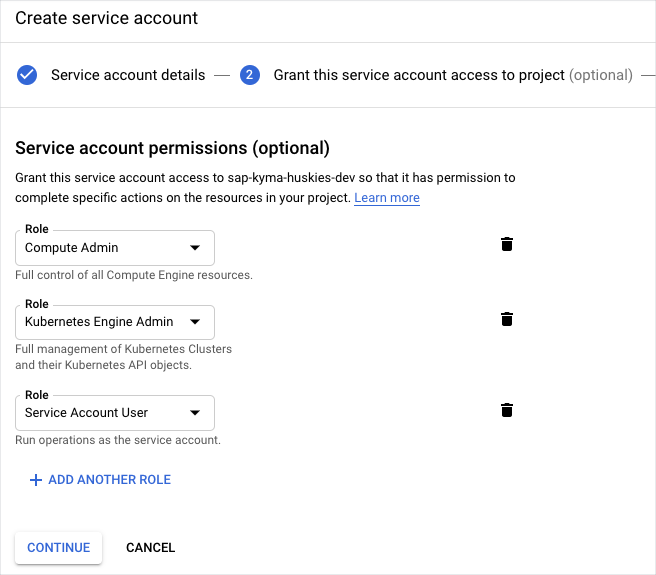 Create service account
Service account details
2
Grant this service account access to project (optional)
Service account permissions (optional)
Grant this service account access to sap-kyma-huskies-dev so that it has permission to
complete specific actions on the resources in your project. Learn more
Role
Compute Admin
Full control of all Compute Engine resources.
Role
Kubernetes Engine Admin
Full management of Kubernetes Clusters
and their Kubernetes API objects.
Role
Service Account User
Run operations as the service account.
ADD ANOTHER ROLE
CONTINUE
CANCEL